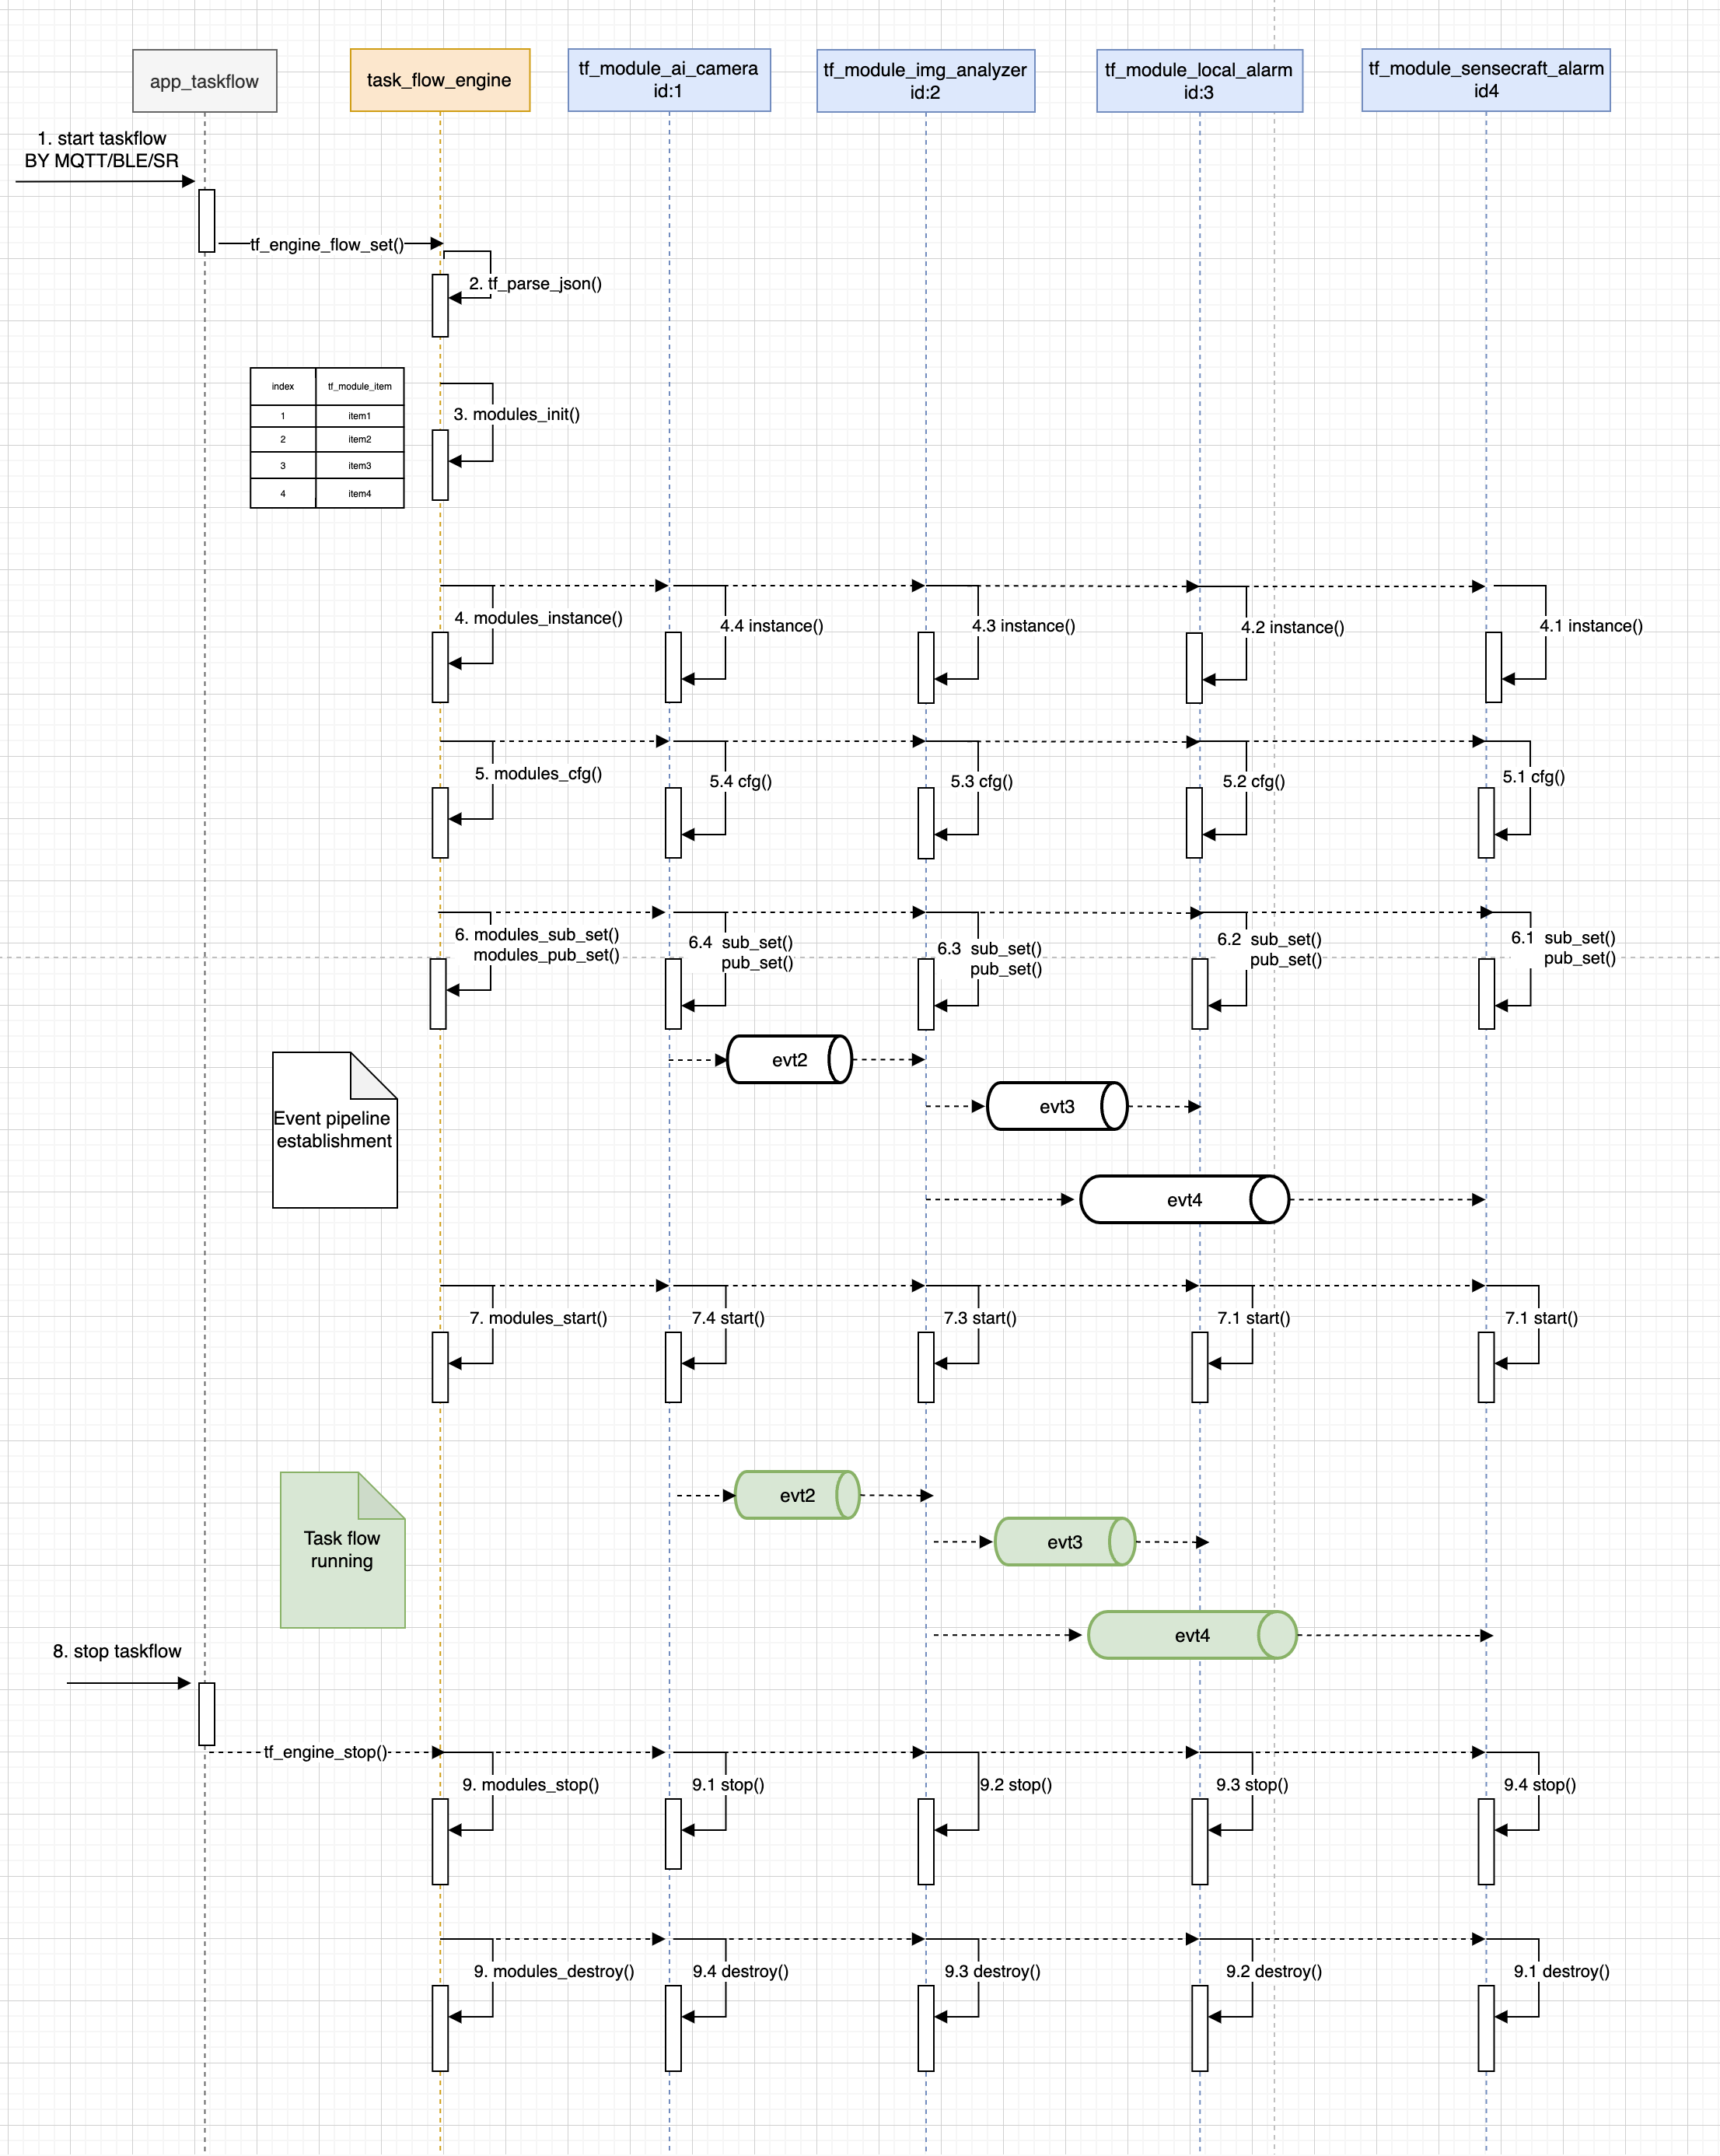 app_taskflow
task_flow_engine
tf_module_ai_camera
id:1
tf_module_img_analyzer
id:2
tf_module_local_alarm
id:3
tf_module_sensecraft_alarm
id4
1. start taskflow
BY MQTT/BLE/SR
tf_engine_flow_set()
2. tf_parse_json()
index tf_module_item
1 item1
2 item2
3 item3
4 item4
3. modules_init()
4. modules_instance()
4.4 instance()
4.3 instance()
4.2 instance()
4.1 instance()
5. modules_cfg()
5.4 cfg()
5.3 cfg()
5.2 cfg()
5.1 cfg()
6. modules_sub_set()
modules_pub_set()
6.4 sub_set()
pub_set()
6.3 sub_set()
pub_set()
6.2 sub_set()
pub_set()
6.1 sub_set()
pub_set()
evt2
evt3
Event pipeline
establishment
evt4
7. modules_start()
7.4 start()
7.3 start()
7.1 start()
7.1 start()
evt2
evt3
Task flow
running
evt4
8. stop taskflow
tf_engine_stop()
9. modules_stop()
9.1 stop()
9.2 stop()
9.3 stop()
9.4 stop()
9. modules_destroy()
9.4 destroy()
9.3 destroy()
9.2 destroy()
9.1 destroy()